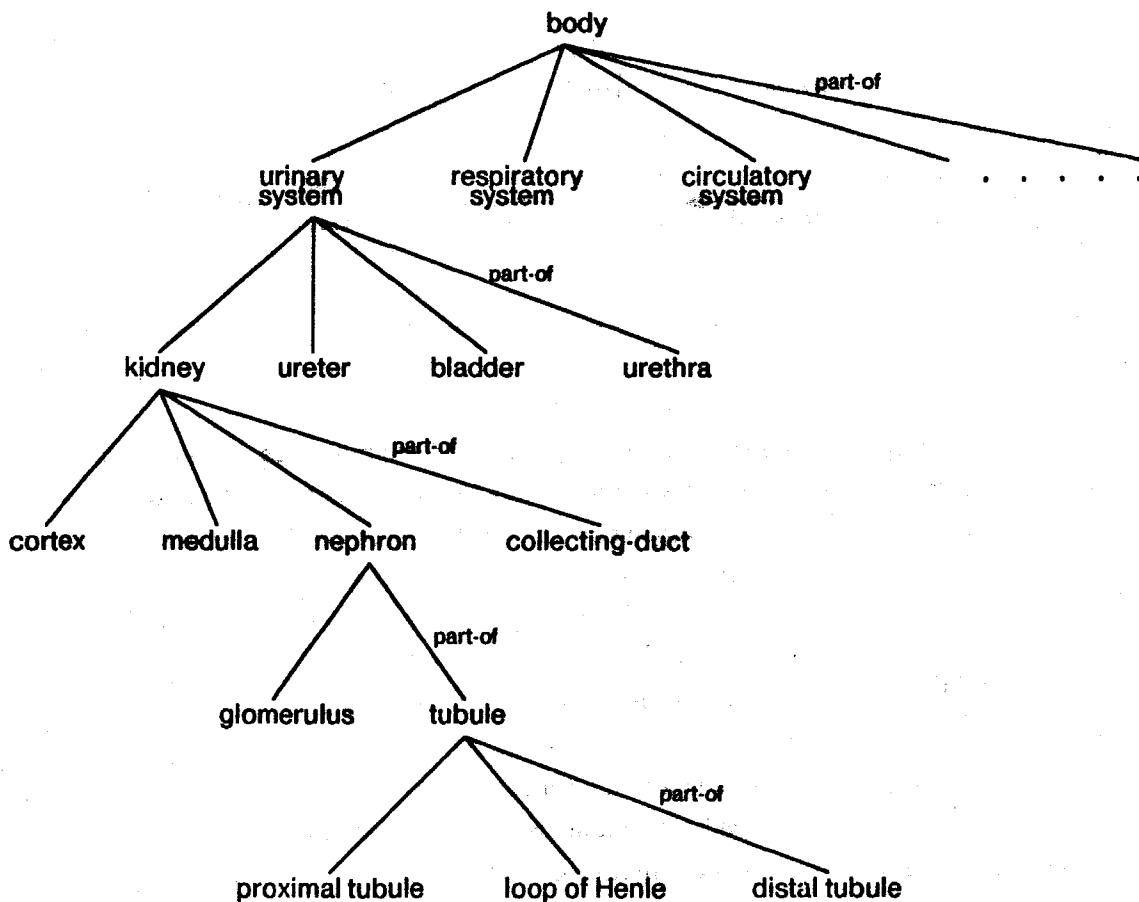 body
part-of
urinary system
respiratory system
circulatory system
. . . . .
part-of
kidney
ureter
bladder
urethra
part-of
cortex
medulla
nephron
collecting-duct
part-of
glomerulus
tubule
part-of
proximal tubule
loop of Henle
distal tubule